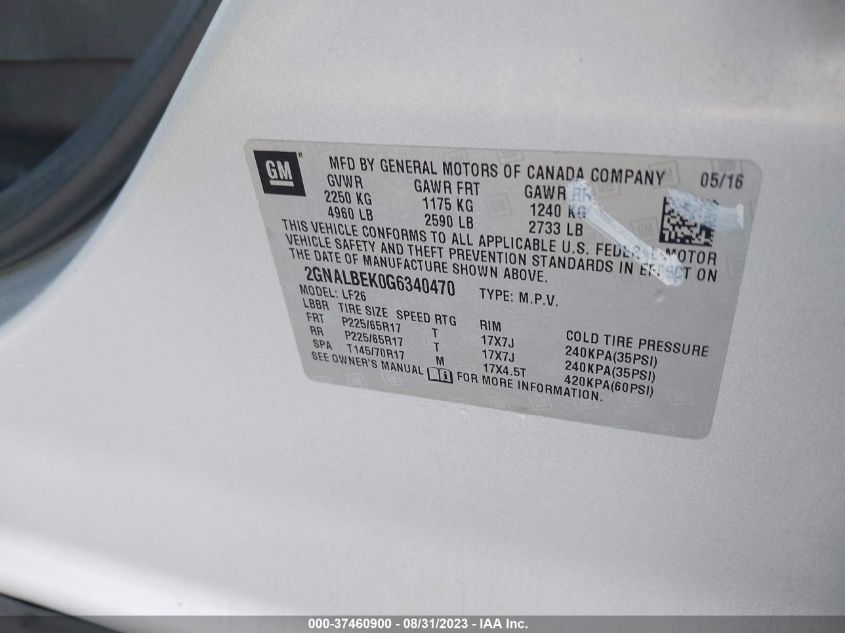 GM
MFD BY GENERAL MOTORS OF CANADA COMPANY 05/16
GVWR GAWR FRT GAWR RR
2250 KG 1175 KG 1240 KG
4960 LB 2590 LB 2733 LB
THIS VEHICLE CONFORMS TO ALL APPLICABLE U.S. FEDERAL MOTOR
VEHICLE SAFETY AND THEFT PREVENTION STANDARDS IN EFFECT ON
THE DATE OF MANUFACTURE SHOWN ABOVE.
2GNALBEK0G6340470 TYPE: M.P.V.
MODEL: LF26
LBBR TIRE SIZE SPEED RTG RIM COLD TIRE PRESSURE
FRT P225/65R17 T 17X7J 240KPA(35PSI)
RR P225/65R17 T 17X7J 240KPA(35PSI)
SPA T145/70R17 M 17X4.5T 420KPA(60PSI)
SEE OWNER'S MANUAL FOR MORE INFORMATION.
000-37460900 - 08/31/2023 - IAA Inc.